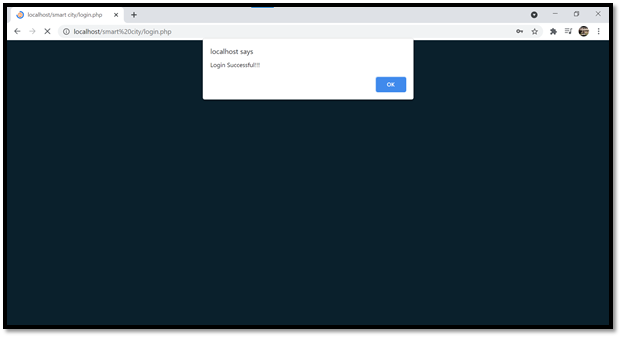 localhost/smart city/login.php
localhost/smart%20city/login.php
localhost says
Login Successful!!!
OK